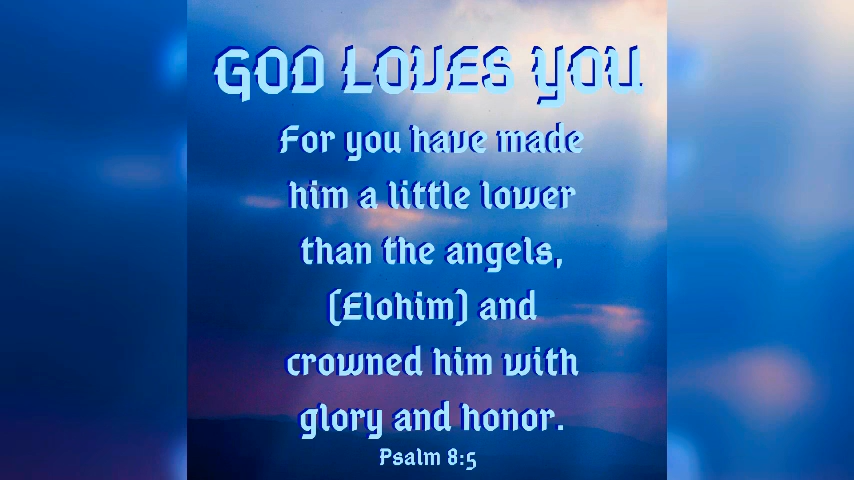 GOD LOVES YOU
For you have made
him a little lower
than the angels,
(Elohim) and
crowned him with
glory and honor.
Psalm 8:5